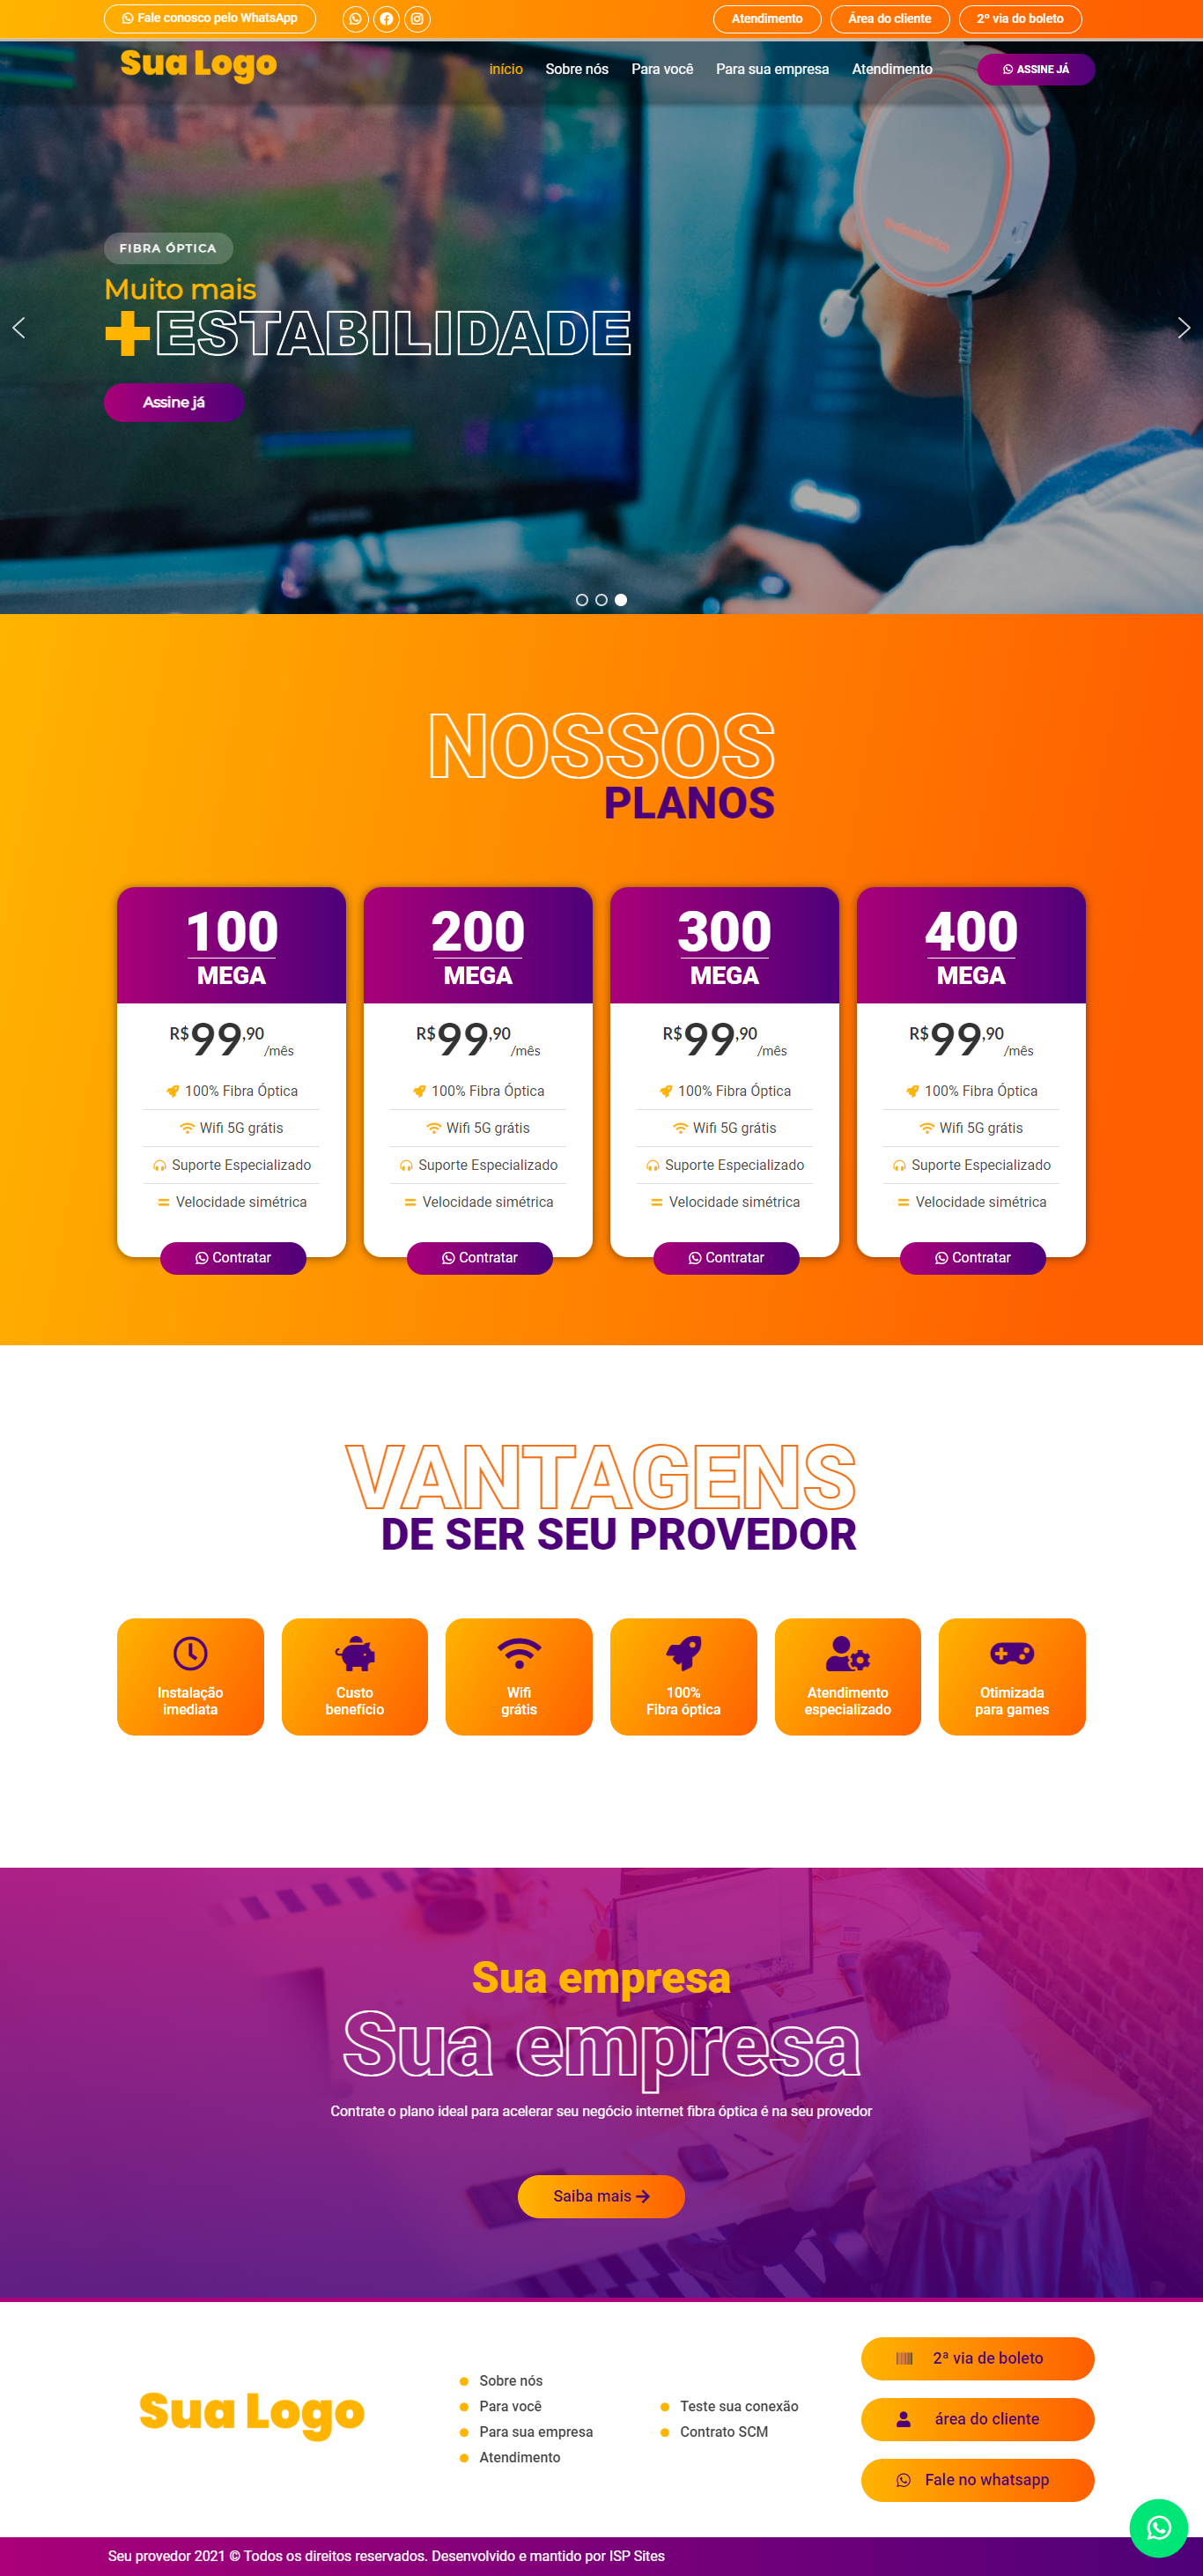 Fale conosco pelo WhatsApp
Atendimento
Área do cliente
2º via do boleto
Sua Logo
início
Sobre nós
Para você
Para sua empresa
Atendimento
ASSINE JÁ
FIBRA ÓPTICA
Muito mais
+ESTABILIDADE
Assine já
NOSSOS
PLANOS
100
MEGA
R$99,90
/mês
100% Fibra Óptica
Wifi 5G grátis
Suporte Especializado
Velocidade simétrica
Contratar
200
MEGA
R$99,90
/mês
100% Fibra Óptica
Wifi 5G grátis
Suporte Especializado
Velocidade simétrica
Contratar
300
MEGA
R$99,90
/mês
100% Fibra Óptica
Wifi 5G grátis
Suporte Especializado
Velocidade simétrica
Contratar
400
MEGA
R$99,90
/mês
100% Fibra Óptica
Wifi 5G grátis
Suporte Especializado
Velocidade simétrica
Contratar
VANTAGENS
DE SER SEU PROVEDOR
Instalação
imediata
Custo
benefício
Wifi
grátis
100%
Fibra óptica
Atendimento
especializado
Otimizada
para games
Sua empresa
Sua empresa
Contrate o plano ideal para acelerar seu negócio internet fibra óptica é na seu provedor
Saiba mais
Sua Logo
Sobre nós
Para você
Para sua empresa
Atendimento
Teste sua conexão
Contrato SCM
2ª via de boleto
área do cliente
Fale no whatsapp
Seu provedor 2021 © Todos os direitos reservados. Desenvolvido e mantido por ISP Sites